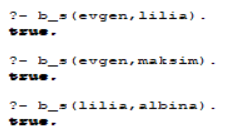 ?- b_s(evgen,lilia).
true.
?- b_s(evgen,maksim).
true.
?- b_s(lilia,albina).
true.